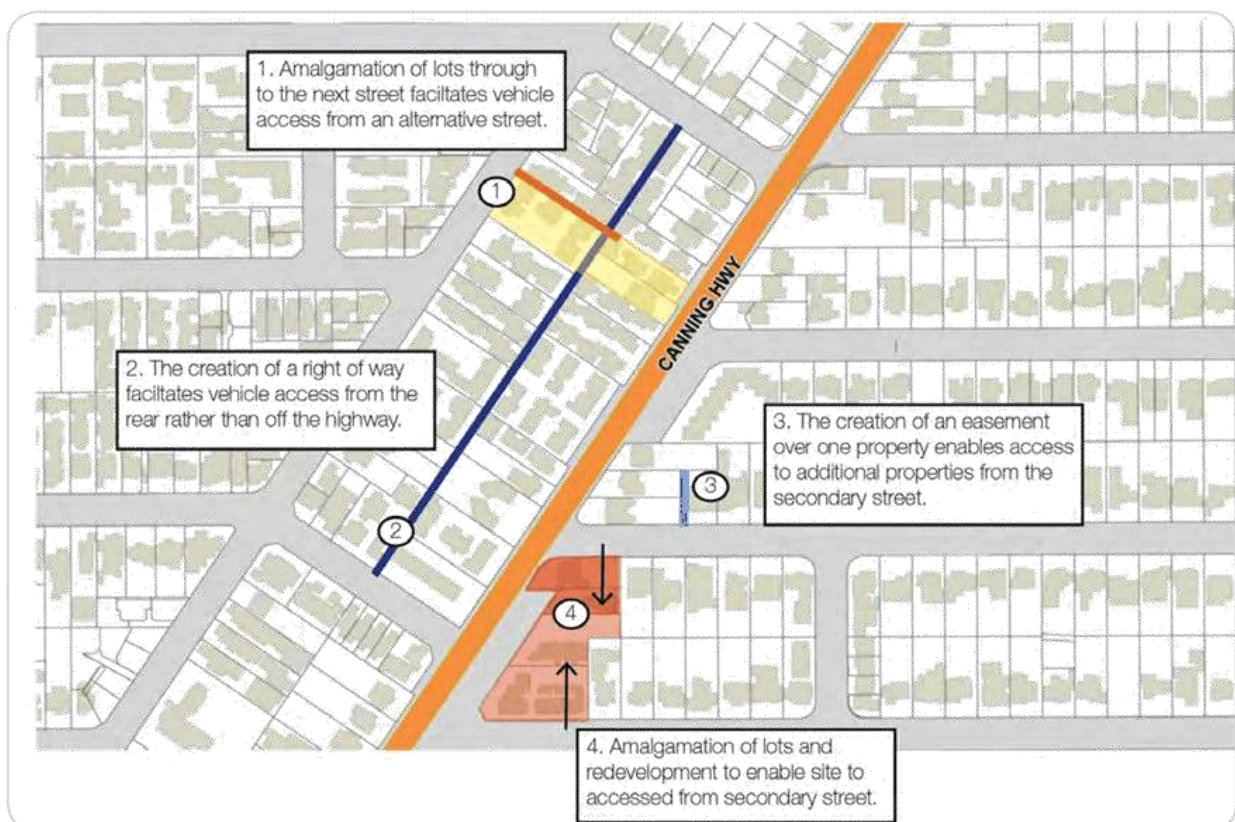 1. Amalgamation of lots through
to the next street faciltates vehicle
access from an alternative street.
1
CANNING HWY
2. The creation of a right of way
faciltates vehicle access from the
rear rather than off the highway.
3. The creation of an easement
over one property enables access
to additional properties from the
secondary street.
3
2
4
4. Amalgamation of lots and
redevelopment to enable site to
accessed from secondary street.